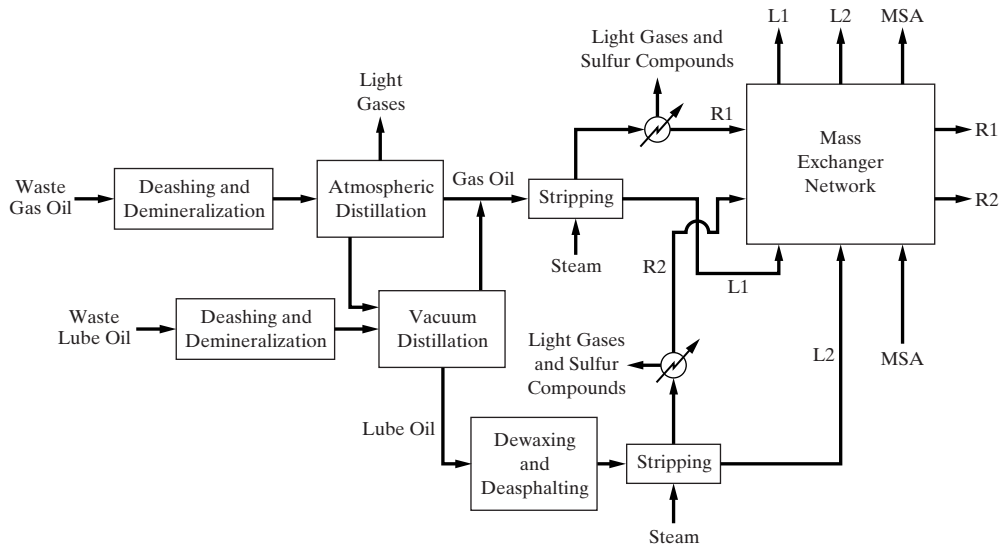 L1
L2
MSA
Light Gases and
Sulfur Compounds
Light
Gases
R1
R1
Mass
Exchanger
Network
Waste
Gas Oil
Deashing and
Demineralization
Atmospheric
Distillation
Gas Oil
Stripping
R2
Steam
R2
L1
Waste
Lube Oil
Deashing and
Demineralization
Vacuum
Distillation
Light Gases
and Sulfur
Compounds
L2
MSA
Lube Oil
Dewaxing
and
Deasphalting
Stripping
Steam